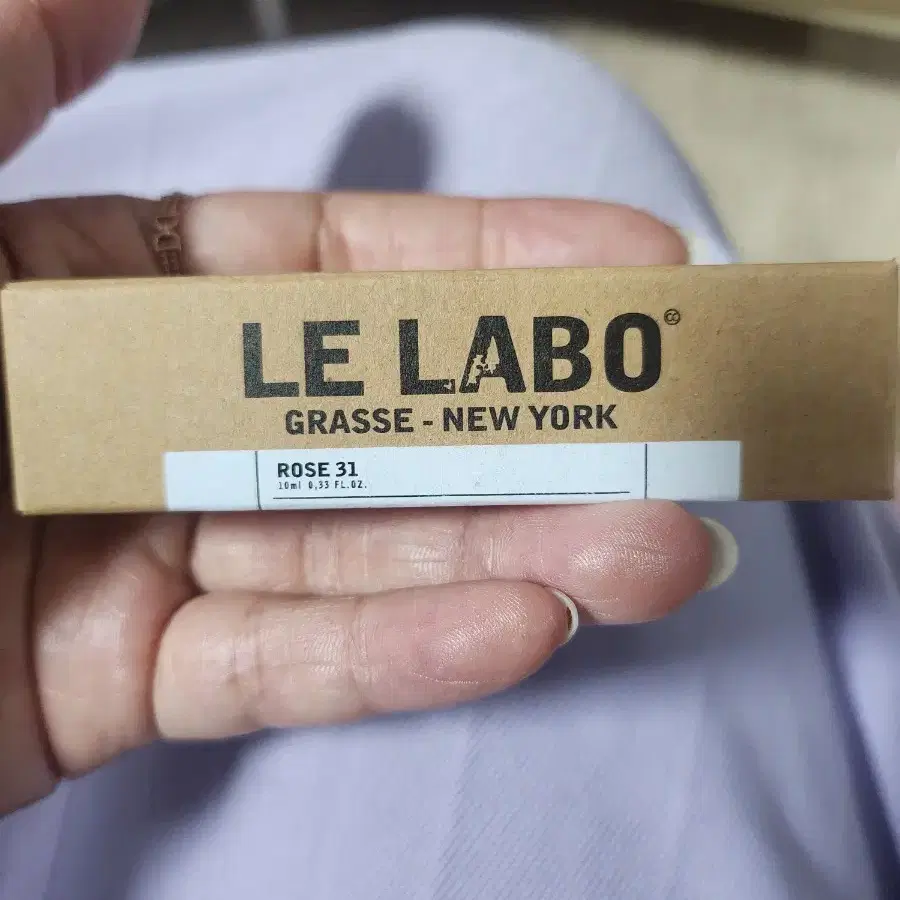 LE LABO
GRASSE - NEW YORK
ROSE 31
10ml 0,33 FL.OZ.